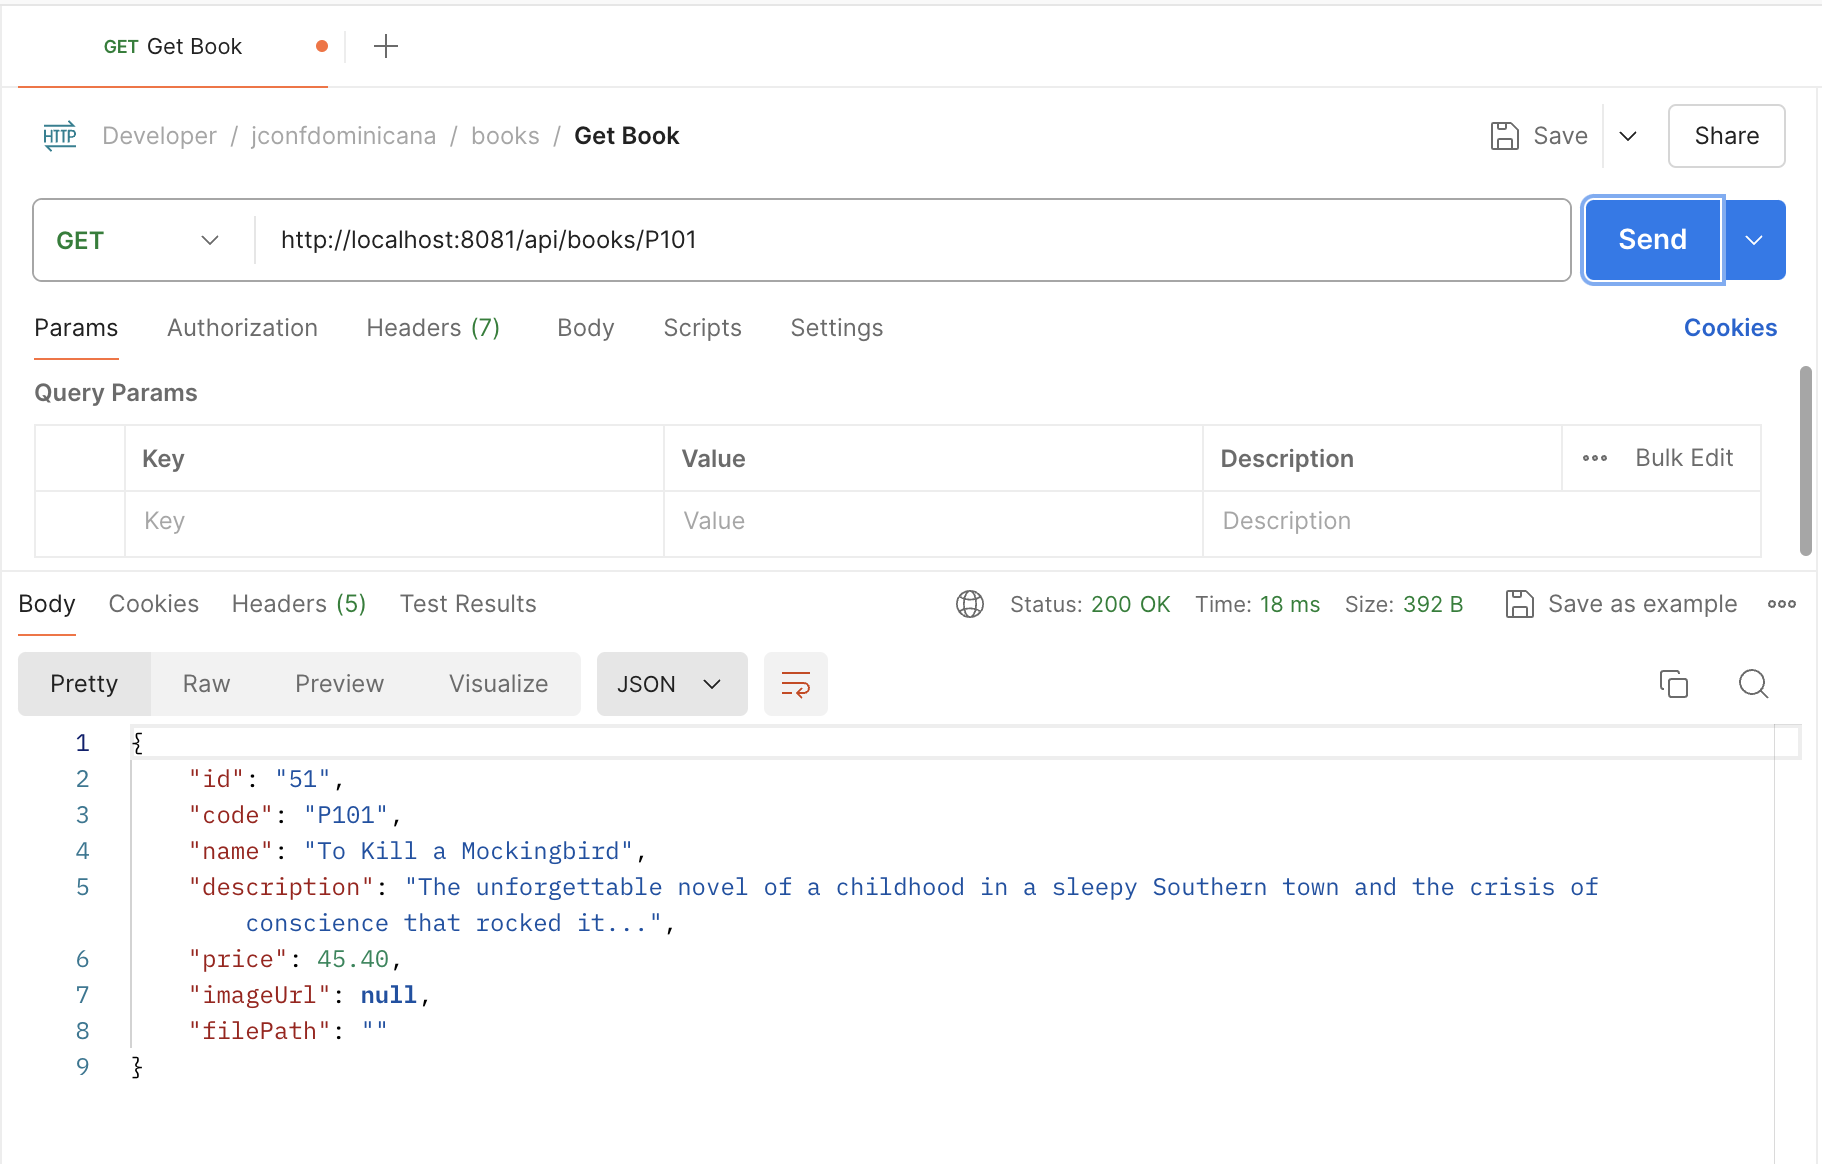 GET Get Book
HTTP Developer / jconfdominicana / books / Get Book Save Share
GET http://localhost:8081/api/books/P101 Send
Params Authorization Headers (7) Body Scripts Settings Cookies
Query Params
Key Value Description Bulk Edit
Key Value Description
Body Cookies Headers (5) Test Results Status: 200 OK Time: 18 ms Size: 392 B Save as example
Pretty Raw Preview Visualize JSON
1 {
2 "id": "51",
3 "code": "P101",
4 "name": "To Kill a Mockingbird",
5 "description": "The unforgettable novel of a childhood in a sleepy Southern town and the crisis of
conscience that rocked it...",
6 "price": 45.40,
7 "imageUrl": null,
8 "filePath": ""
9 }